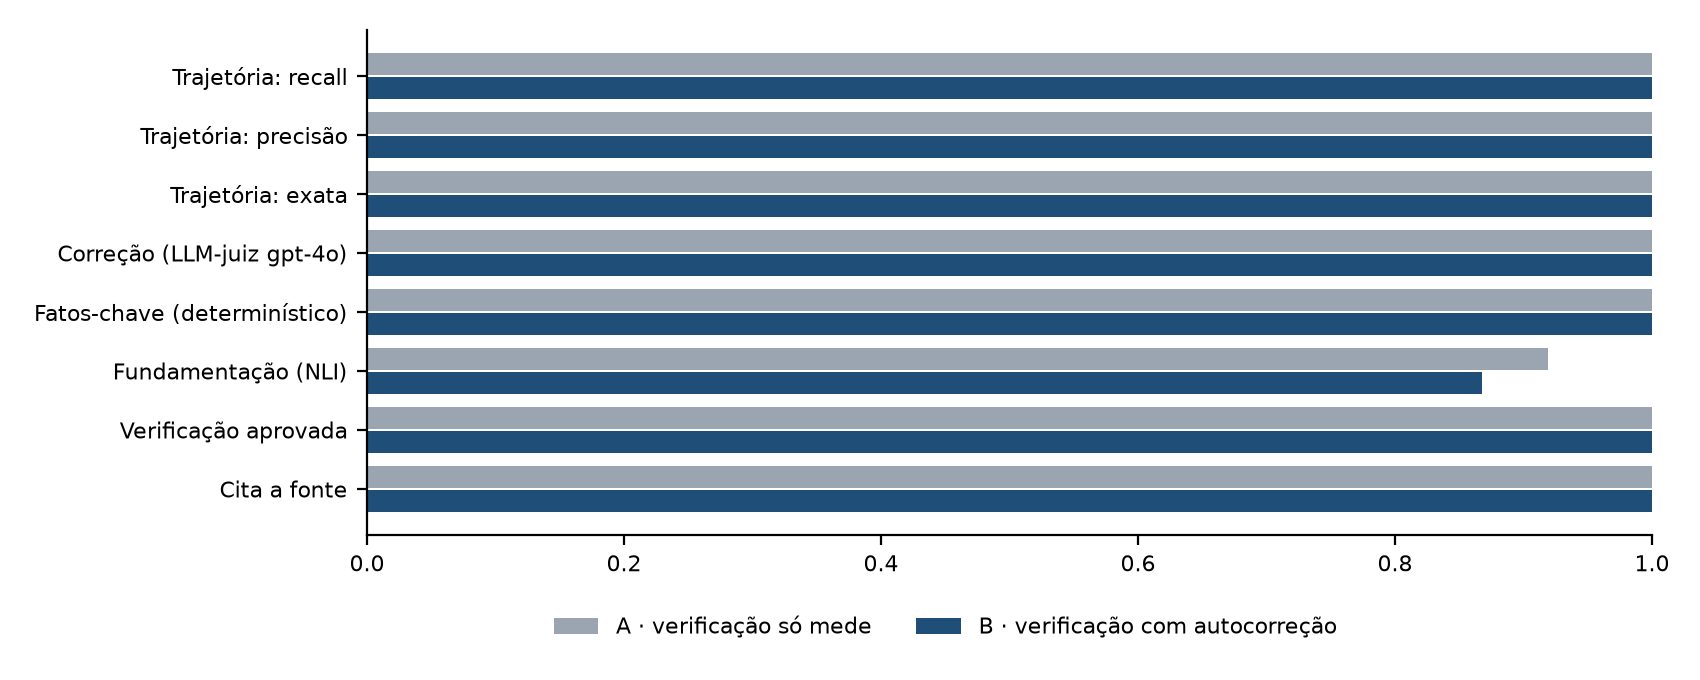 Trajetória: recall
Trajetória: precisão
Trajetória: exata
Correção (LLM-juiz gpt-4o)
Fatos-chave (determinístico)
Fundamentação (NLI)
Verificação aprovada
Cita a fonte
0.0 0.2 0.4 0.6 0.8 1.0
A · verificação só mede B · verificação com autocorreção